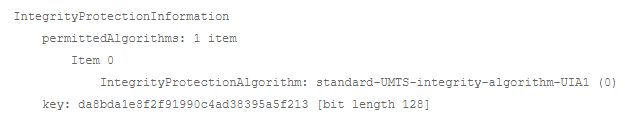 IntegrityProtectionInformation
permittedAlgorithms: 1 item
Item 0
IntegrityProtectionAlgorithm: standard-UMTS-integrity-algorithm-UIA1 (0)
key: da8bda1e8f2f91990c4ad38395a5f213 [bit length 128]